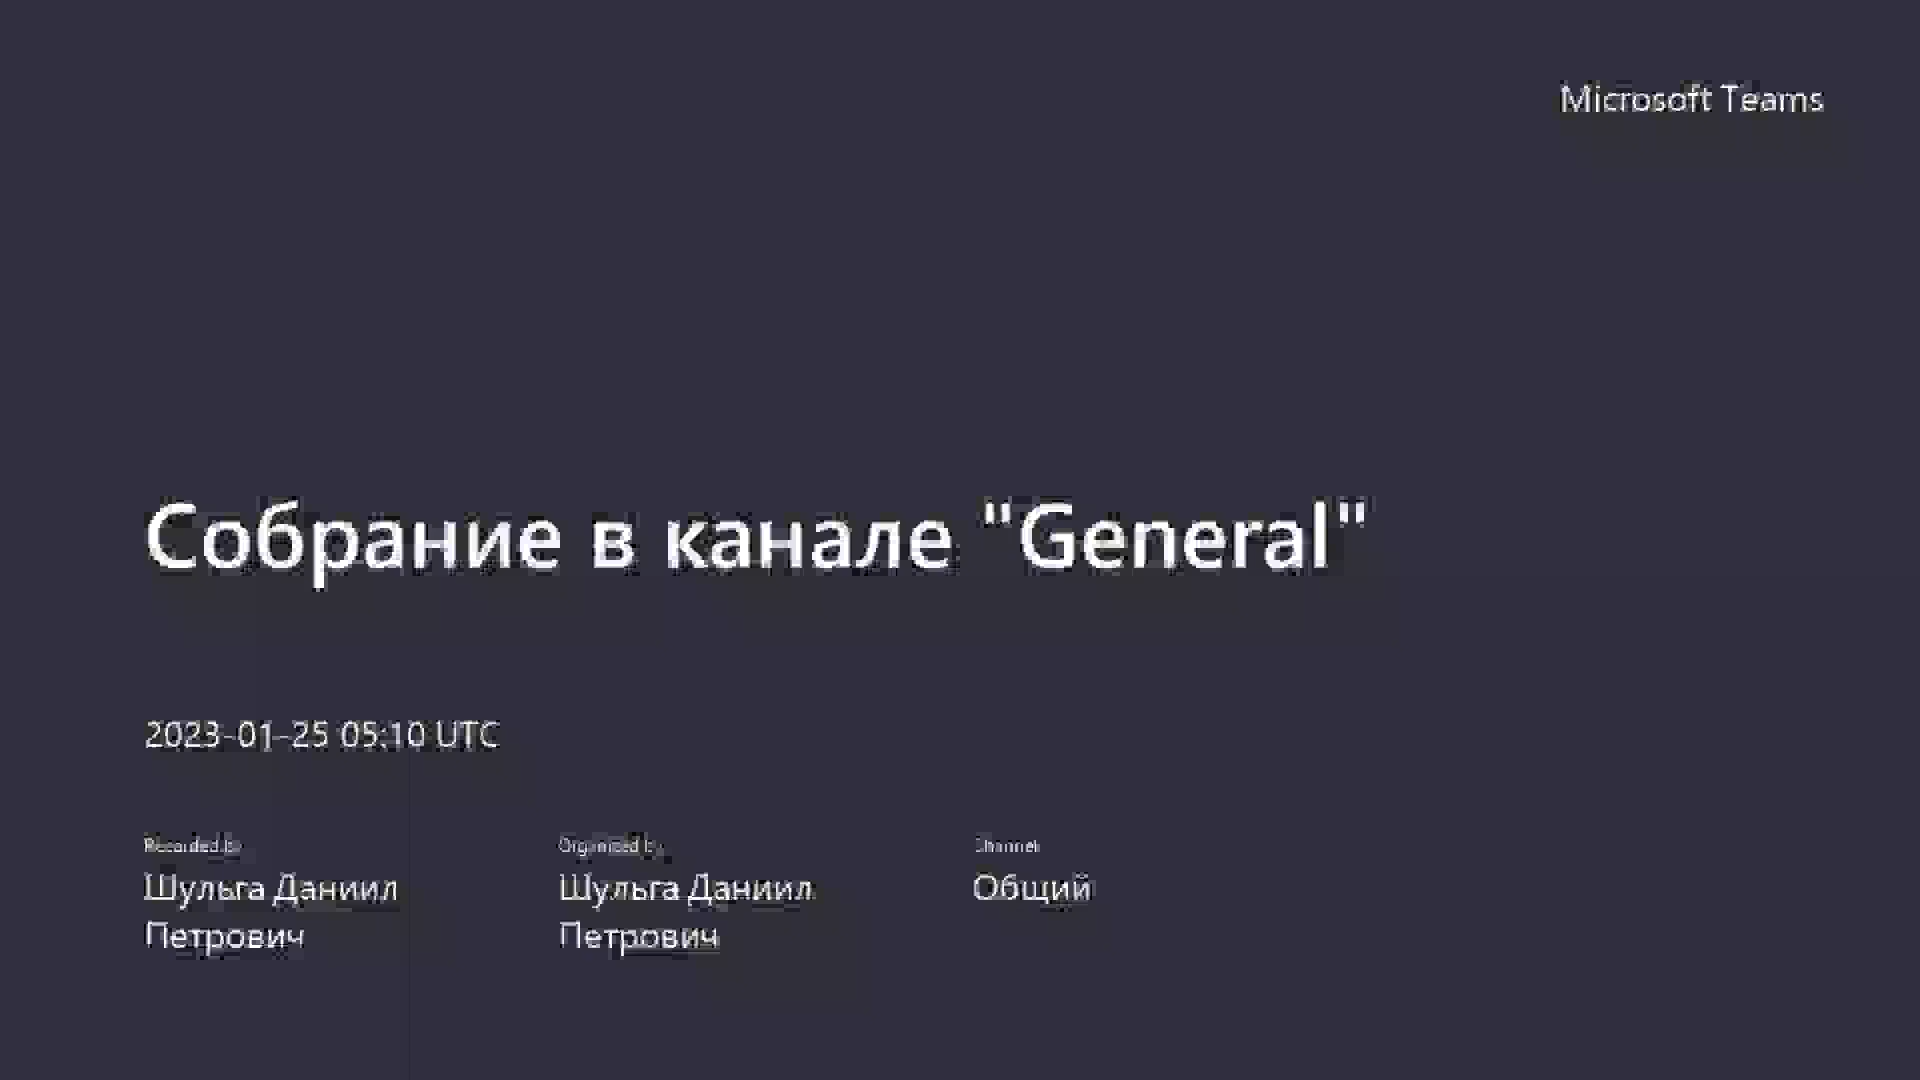 Microsoft Teams
Собрание в канале "General"
2023-01-25 05:10 UTC
Recorded by
Organized by
Channel
Шульга Даниил
Петрович
Шульга Даниил
Петрович
Общий